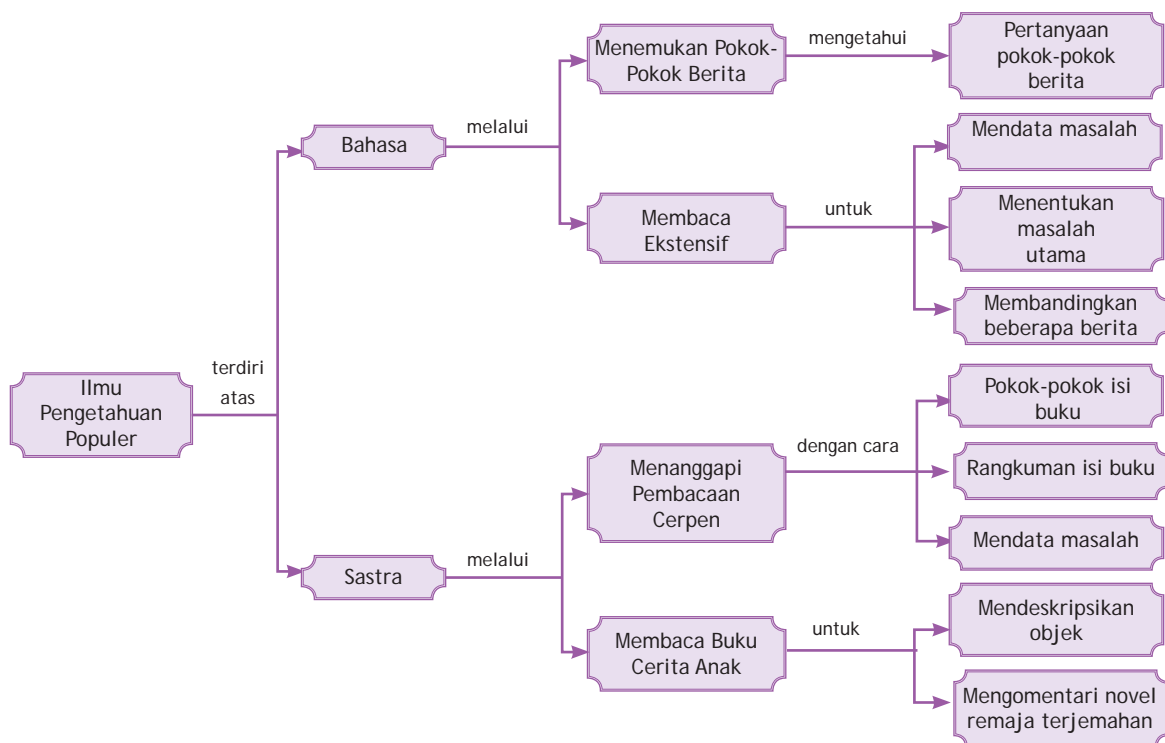 Ilmu
Pengetahuan
Populer
terdiri
atas
Bahasa
melalui
Menemukan Pokok-
Pokok Berita
mengetahui
Pertanyaan
pokok-pokok
berita
Membaca
Ekstensif
untuk
Mendata masalah
Menentukan
masalah
utama
Membandingkan
beberapa berita
Sastra
melalui
Menanggapi
Pembacaan
Cerpen
dengan cara
Pokok-pokok isi
buku
Rangkuman isi buku
Mendata masalah
Membaca Buku
Cerita Anak
untuk
Mendeskripsikan
objek
Mengomentari novel
remaja terjemahan